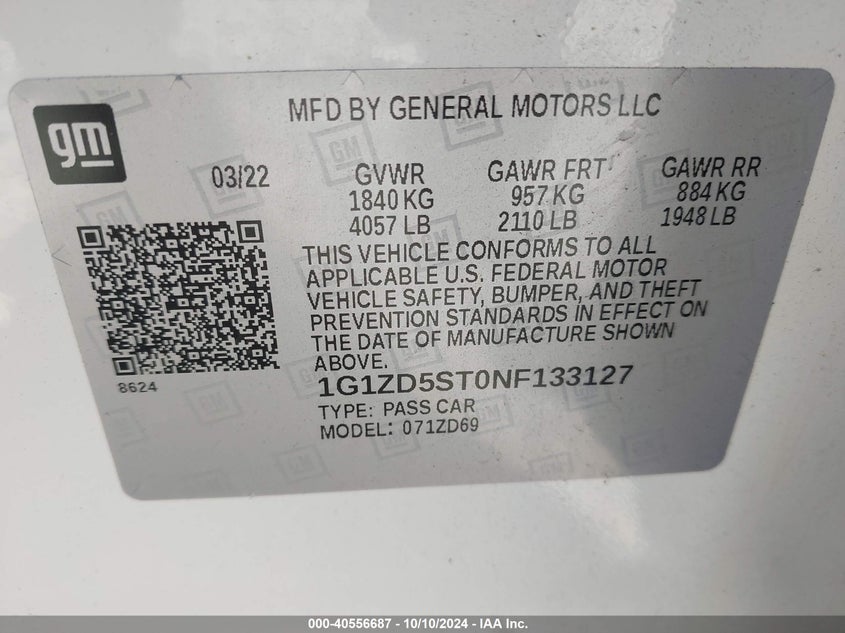 gm
MFD BY GENERAL MOTORS LLC
03/22
GVWR
1840 KG
4057 LB
GAWR FRT
957 KG
2110 LB
GAWR RR
884 KG
1948 LB
THIS VEHICLE CONFORMS TO ALL
APPLICABLE U.S. FEDERAL MOTOR
VEHICLE SAFETY, BUMPER, AND THEFT
PREVENTION STANDARDS IN EFFECT ON
THE DATE OF MANUFACTURE SHOWN
ABOVE.
8624
1G1ZD5ST0NF133127
TYPE: PASS CAR
MODEL: 071ZD69
000-40556687 - 10/10/2024 - IAA Inc.